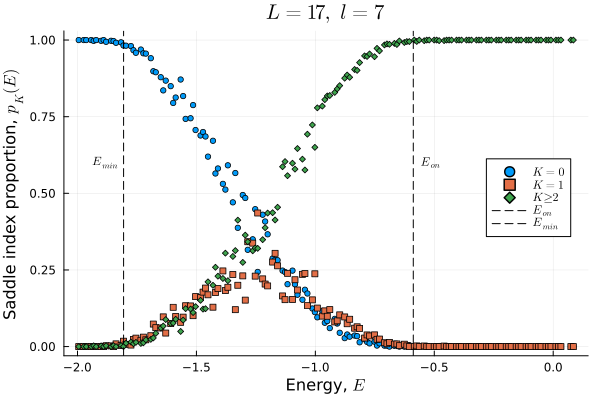 L = 17, l = 7
Saddle index proportion, p_K(E)
1.00
0.75
0.50
0.25
0.00
E_min
E_on
K = 0
K = 1
K ≥ 2
E_on
E_min
−2.0
−1.5
−1.0
−0.5
0.0
Energy, E